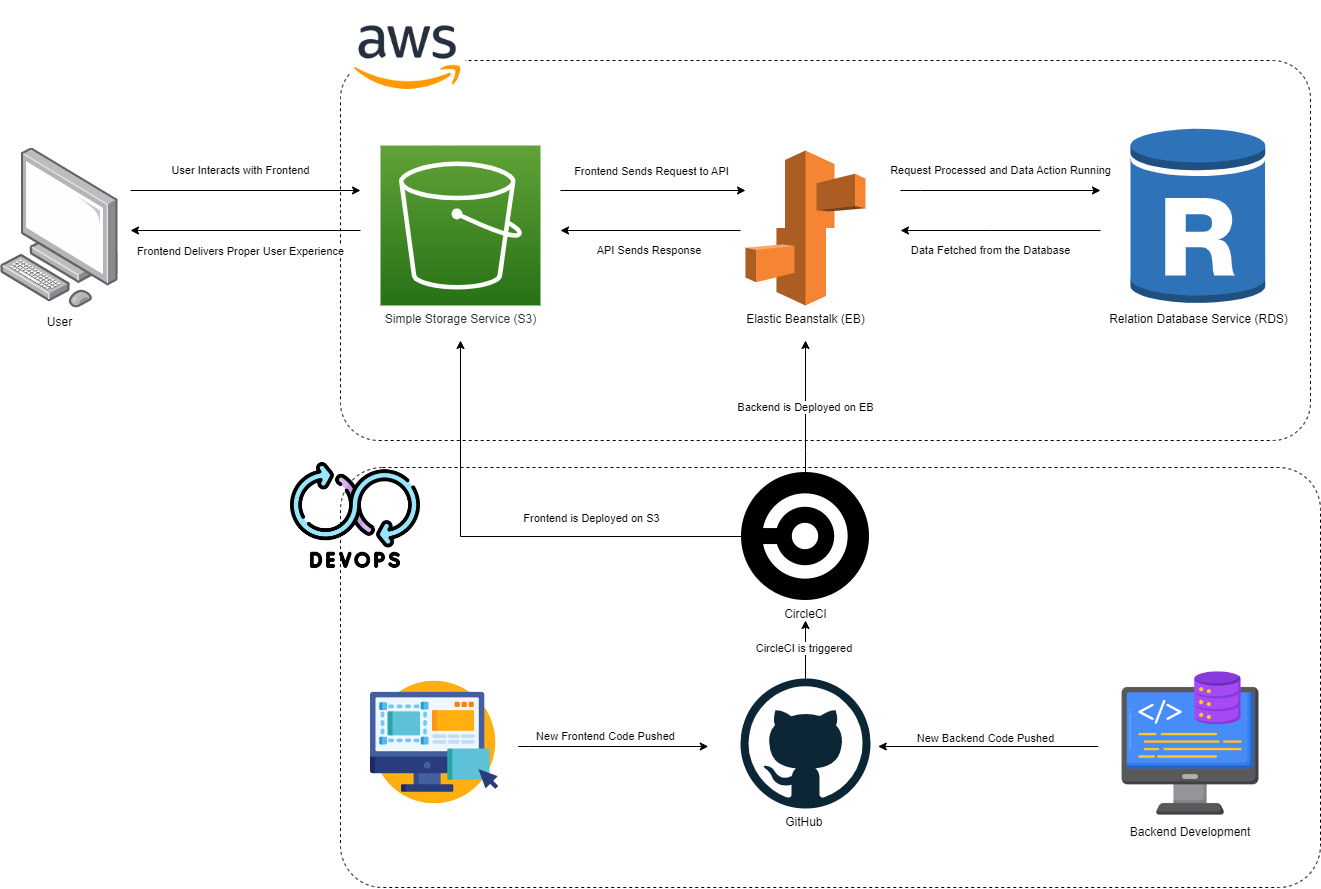 aws
User Interacts with Frontend
Frontend Sends Request to API
Request Processed and Data Action Running
R
Frontend Delivers Proper User Experience
API Sends Response
Data Fetched from the Database
User
Simple Storage Service (S3)
Elastic Beanstalk (EB)
Relation Database Service (RDS)
Backend is Deployed on EB
Frontend is Deployed on S3
DEVOPS
CircleCI
CircleCI is triggered
</>
New Frontend Code Pushed
New Backend Code Pushed
GitHub
Backend Development